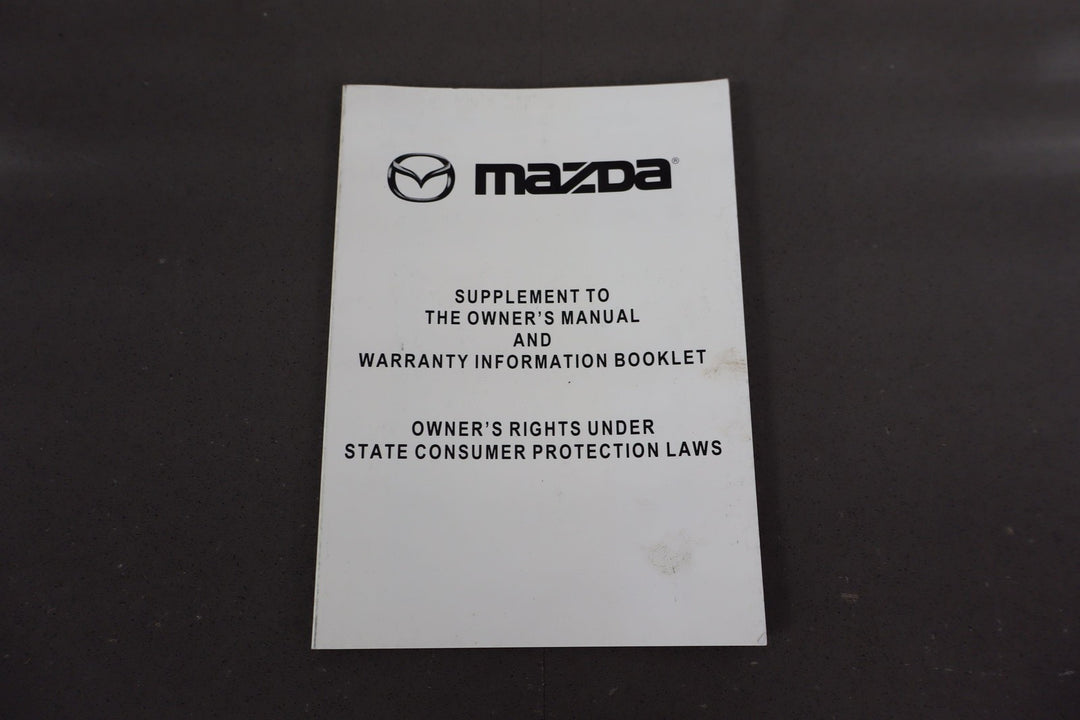 mazda®
SUPPLEMENT TO
THE OWNER'S MANUAL
AND
WARRANTY INFORMATION BOOKLET
OWNER'S RIGHTS UNDER
STATE CONSUMER PROTECTION LAWS